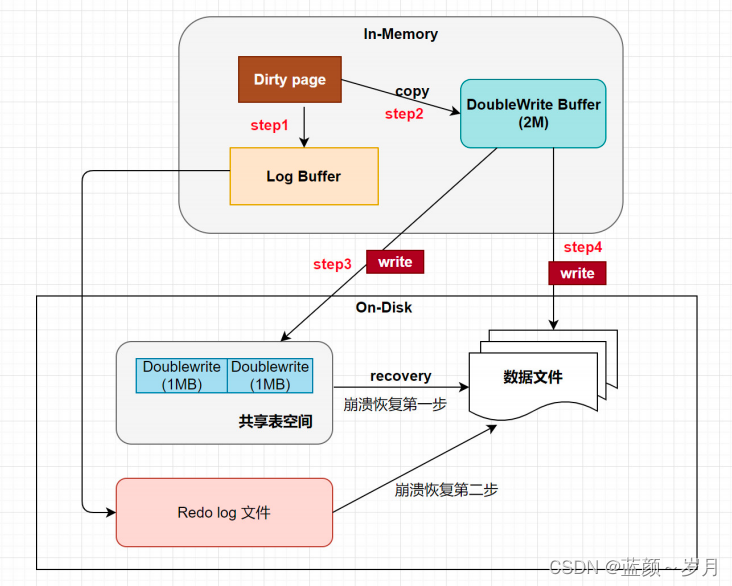 In-Memory
Dirty page
copy
step2
DoubleWrite Buffer
(2M)
step1
Log Buffer
step3
write
step4
write
On-Disk
Doublewrite
(1MB)
Doublewrite
(1MB)
共享表空间
recovery
崩溃恢复第一步
数据文件
崩溃恢复第二步
Redo log 文件
CSDN @蓝颜~岁月